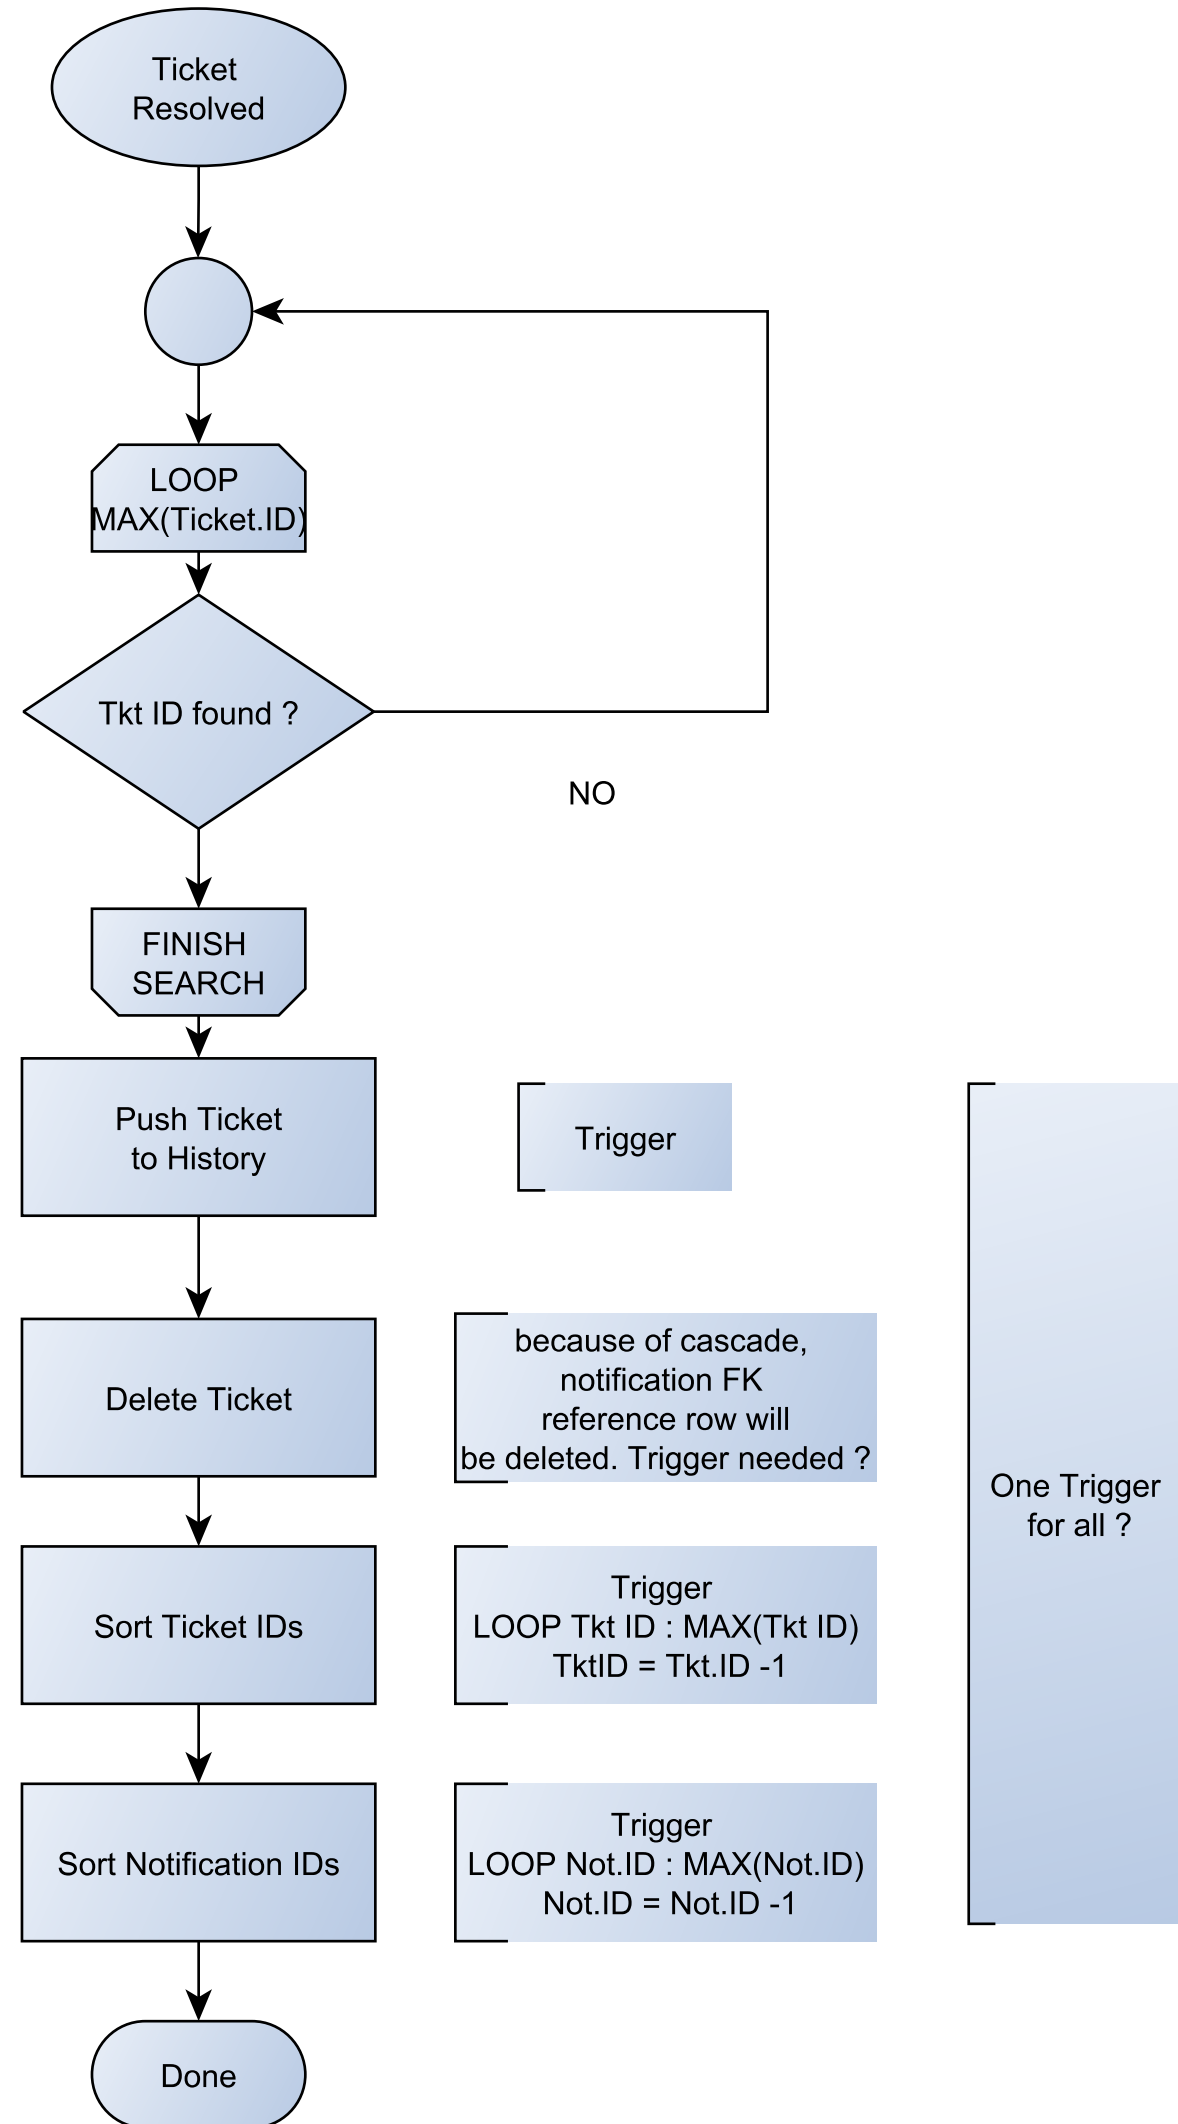 Ticket
Resolved
LOOP
MAX(Ticket.ID)
Tkt ID found ?
NO
FINISH
SEARCH
Push Ticket
to History
Trigger
Delete Ticket
because of cascade,
notification FK
reference row will
be deleted. Trigger needed ?
One Trigger
for all ?
Sort Ticket IDs
Trigger
LOOP Tkt ID : MAX(Tkt ID)
TktID = Tkt.ID -1
Sort Notification IDs
Trigger
LOOP Not.ID : MAX(Not.ID)
Not.ID = Not.ID -1
Done